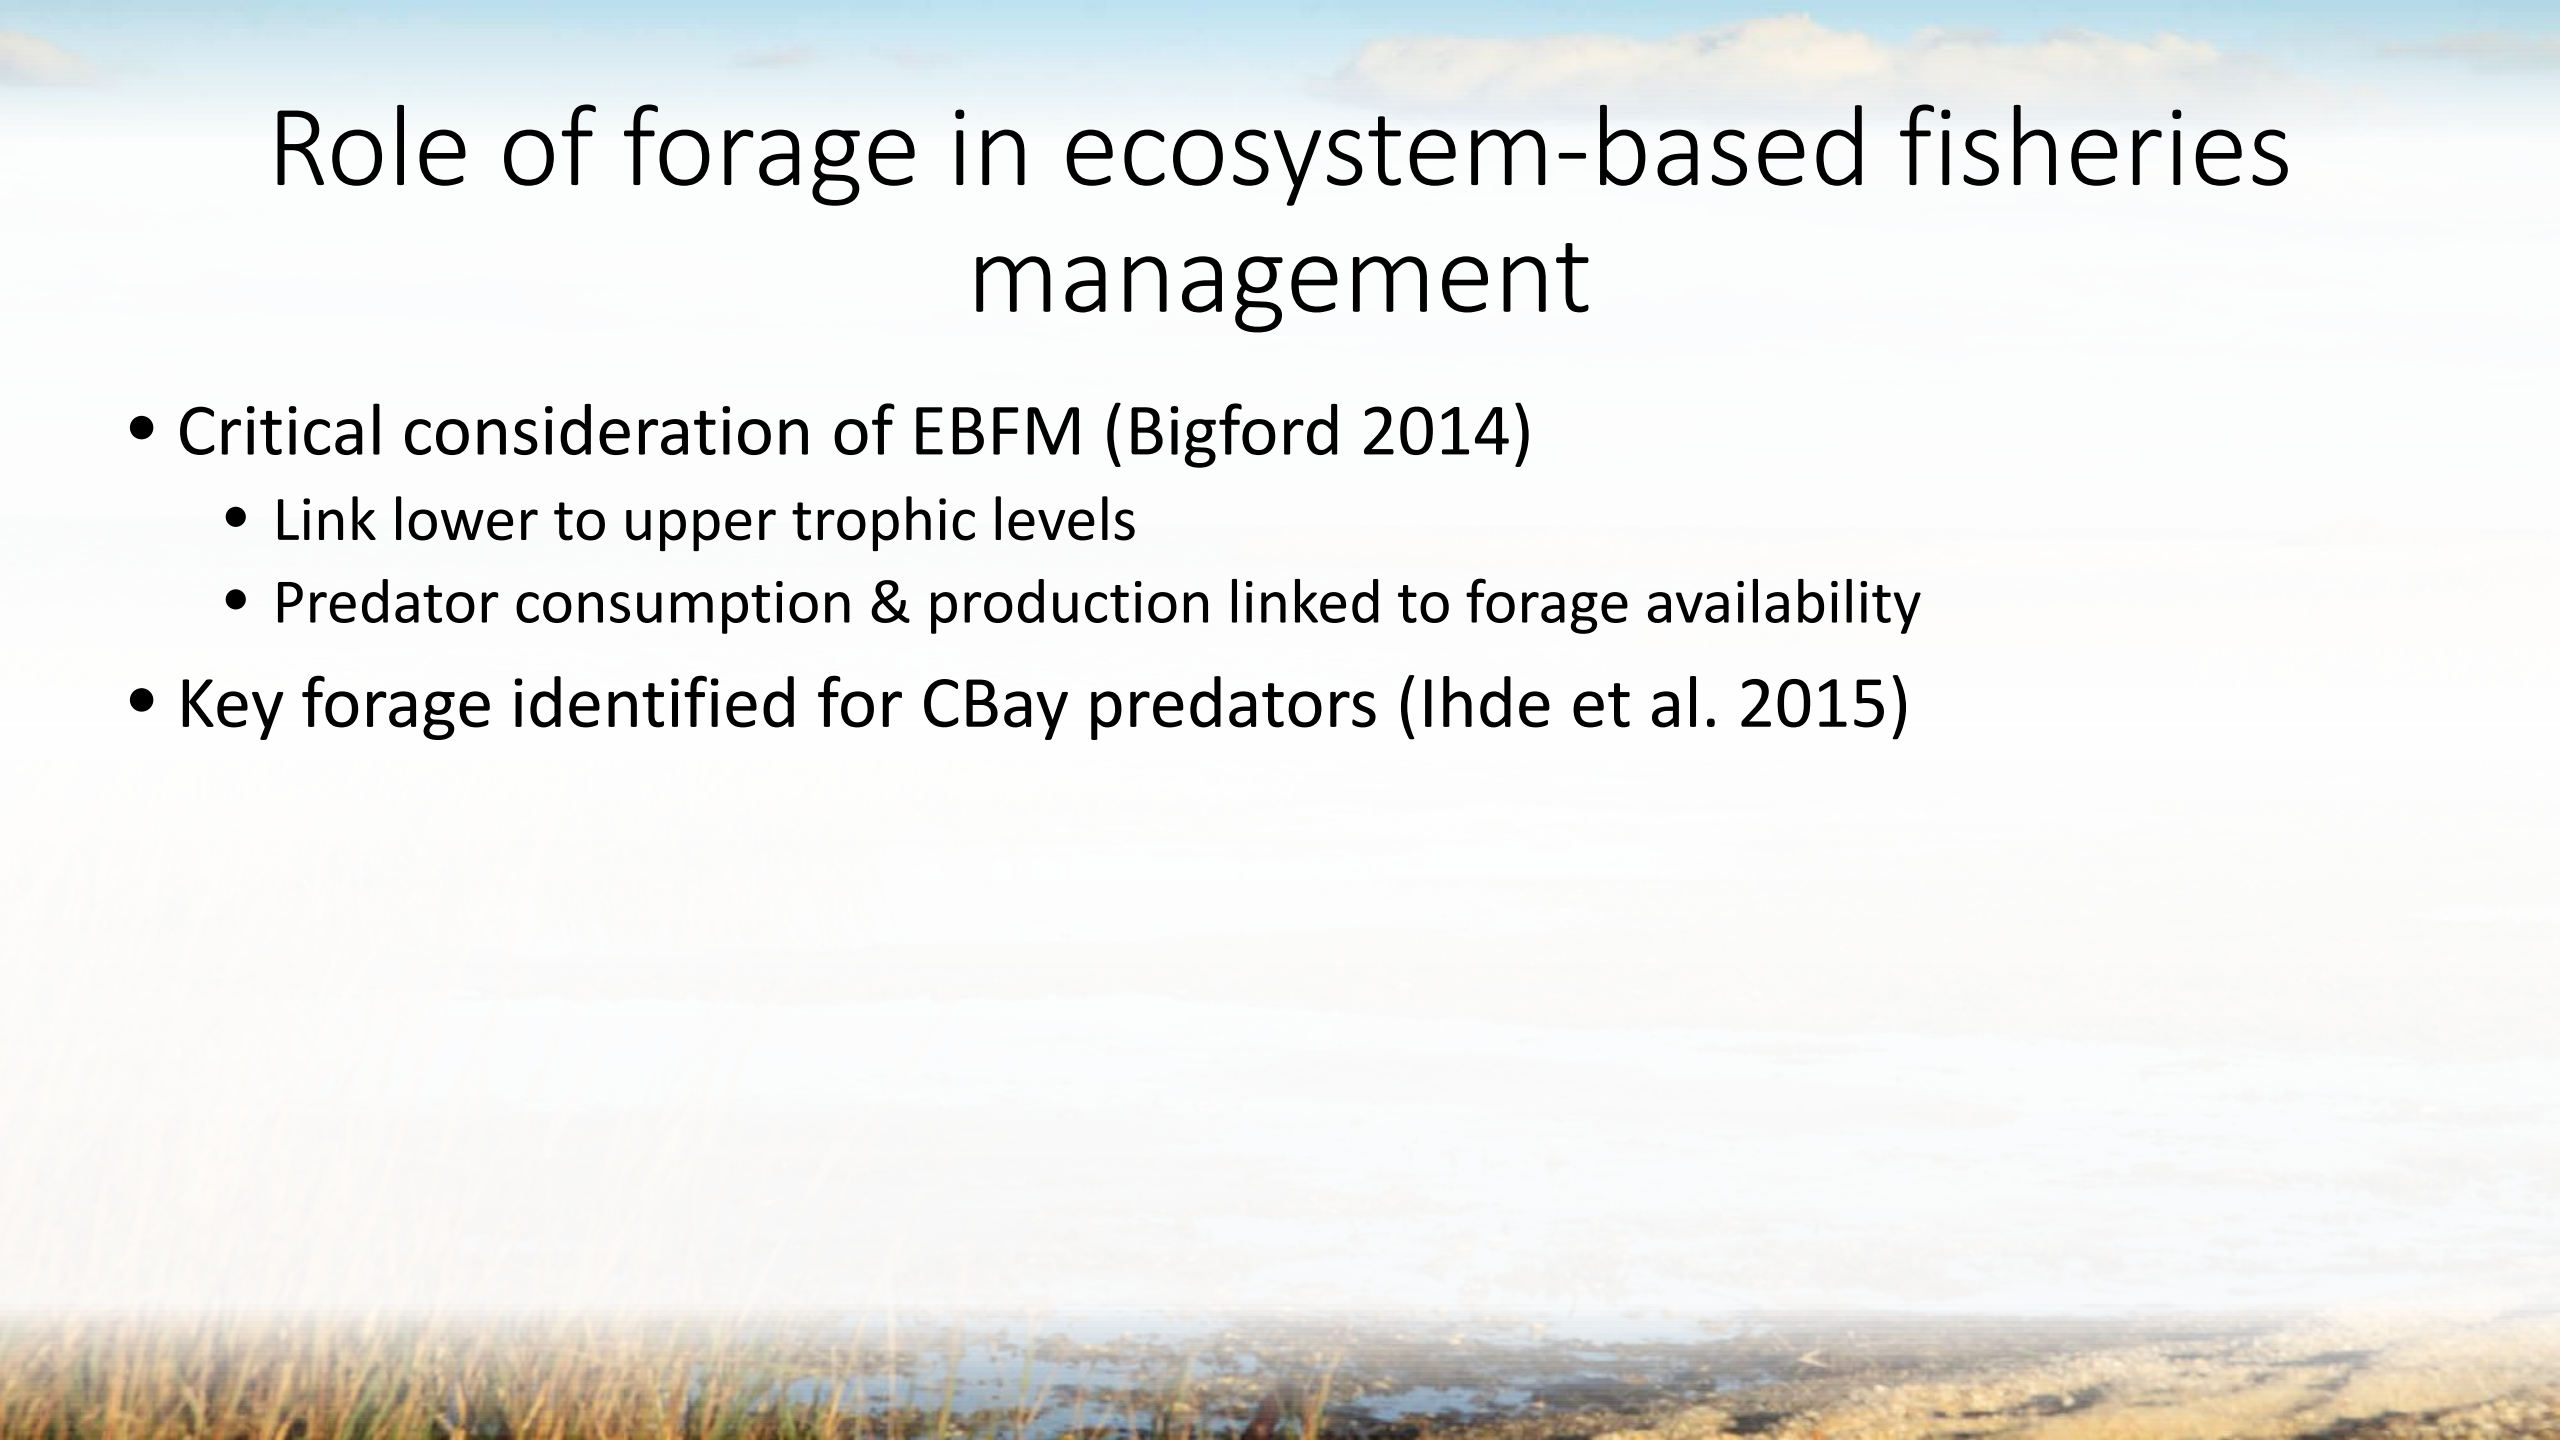 Role of forage in ecosystem-based fisheries
management
• Critical consideration of EBFM (Bigford 2014)
• Link lower to upper trophic levels
• Predator consumption & production linked to forage availability
• Key forage identified for CBay predators (Ihde et al. 2015)